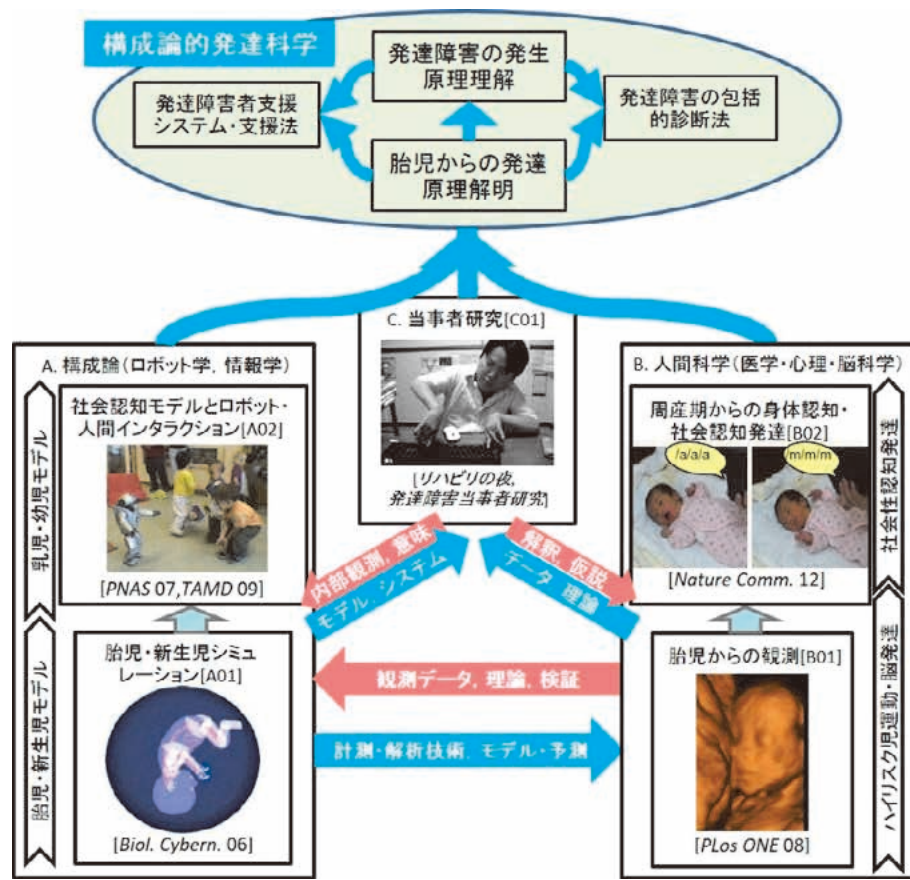 構成論的発達科学
発達障害の発生
原理理解
発達障害者支援
システム・支援法
発達障害の包括
的診断法
胎児からの発達
原理解明
C. 当事者研究[C01]
[リハビリの夜,
発達障害当事者研究]
A. 構成論(ロボット学, 情報学)
社会認知モデルとロボット・
人間インタラクション[A02]
[PNAS 07,TAMD 09]
乳児・幼児モデル
胎児・新生児シミュ
レーション[A01]
[Biol. Cybern. 06]
胎児・新生児モデル
B. 人間科学(医学・心理・脳科学)
周産期からの身体認知・
社会認知発達[B02]
/a/a/a
/m/m/m
[Nature Comm. 12]
社会性認知発達
胎児からの観測[B01]
[PLos ONE 08]
ハイリスク児運動・脳発達
内部観測, 意味
モデル, システム
解釈, 仮説
データ, 理論
観測データ, 理論, 検証
計測・解析技術, モデル・予測